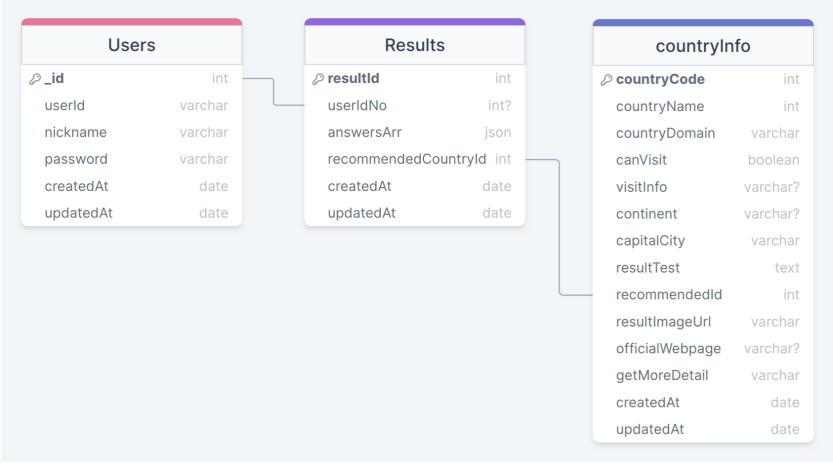 Users
_id int
userId varchar
nickname varchar
password varchar
createdAt date
updatedAt date
Results
resultId int
userIdNo int?
answersArr json
recommendedCountryId int
createdAt date
updatedAt date
countryInfo
countryCode int
countryName int
countryDomain varchar
canVisit boolean
visitInfo varchar?
continent varchar?
capitalCity varchar
resultTest text
recommendedId int
resultImageUrl varchar
officialWebpage varchar?
getMoreDetail varchar
createdAt date
updatedAt date